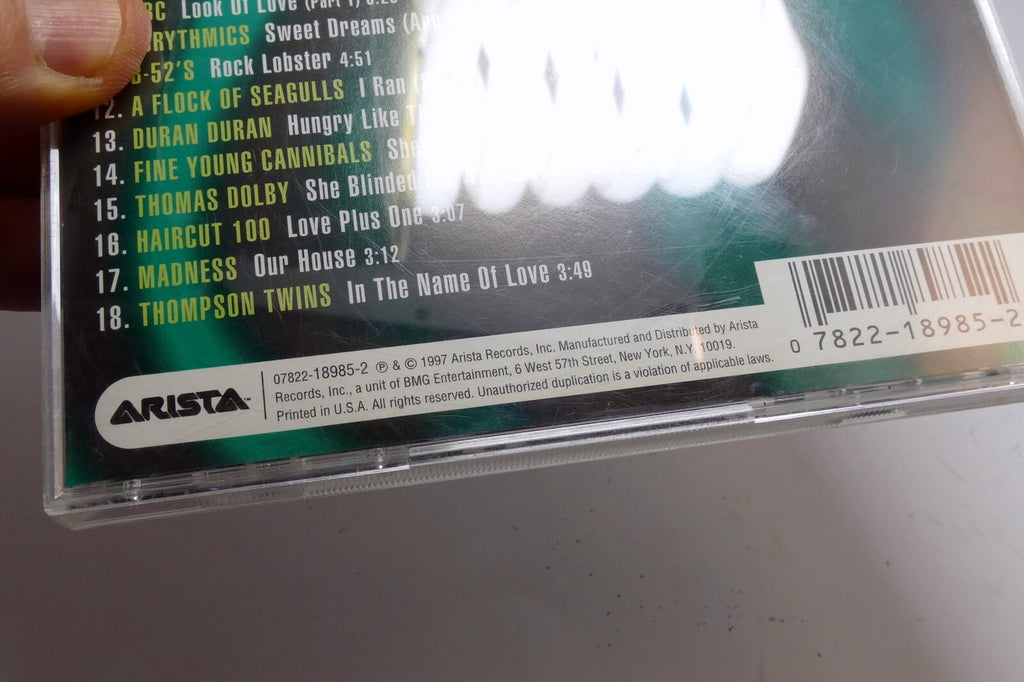 BC Look Of Love (Part 1)
RYTHMICS Sweet Dreams (Are
B-52'S Rock Lobster 4:51
12. A FLOCK OF SEAGULLS I Ran (
13. DURAN DURAN Hungry Like
14. FINE YOUNG CANNIBALS She
15. THOMAS DOLBY She Blinded
16. HAIRCUT 100 Love Plus One 3:07
17. MADNESS Our House 3:12
18. THOMPSON TWINS In The Name Of Love 3:49
ARISTA™
07822-18985-2 ℗ & © 1997 Arista Records, Inc. Manufactured and Distributed by Arista
Records, Inc., a unit of BMG Entertainment, 6 West 57th Street, New York, N.Y. 10019.
Printed in U.S.A. All rights reserved. Unauthorized duplication is a violation of applicable laws.
0 7822-18985-2